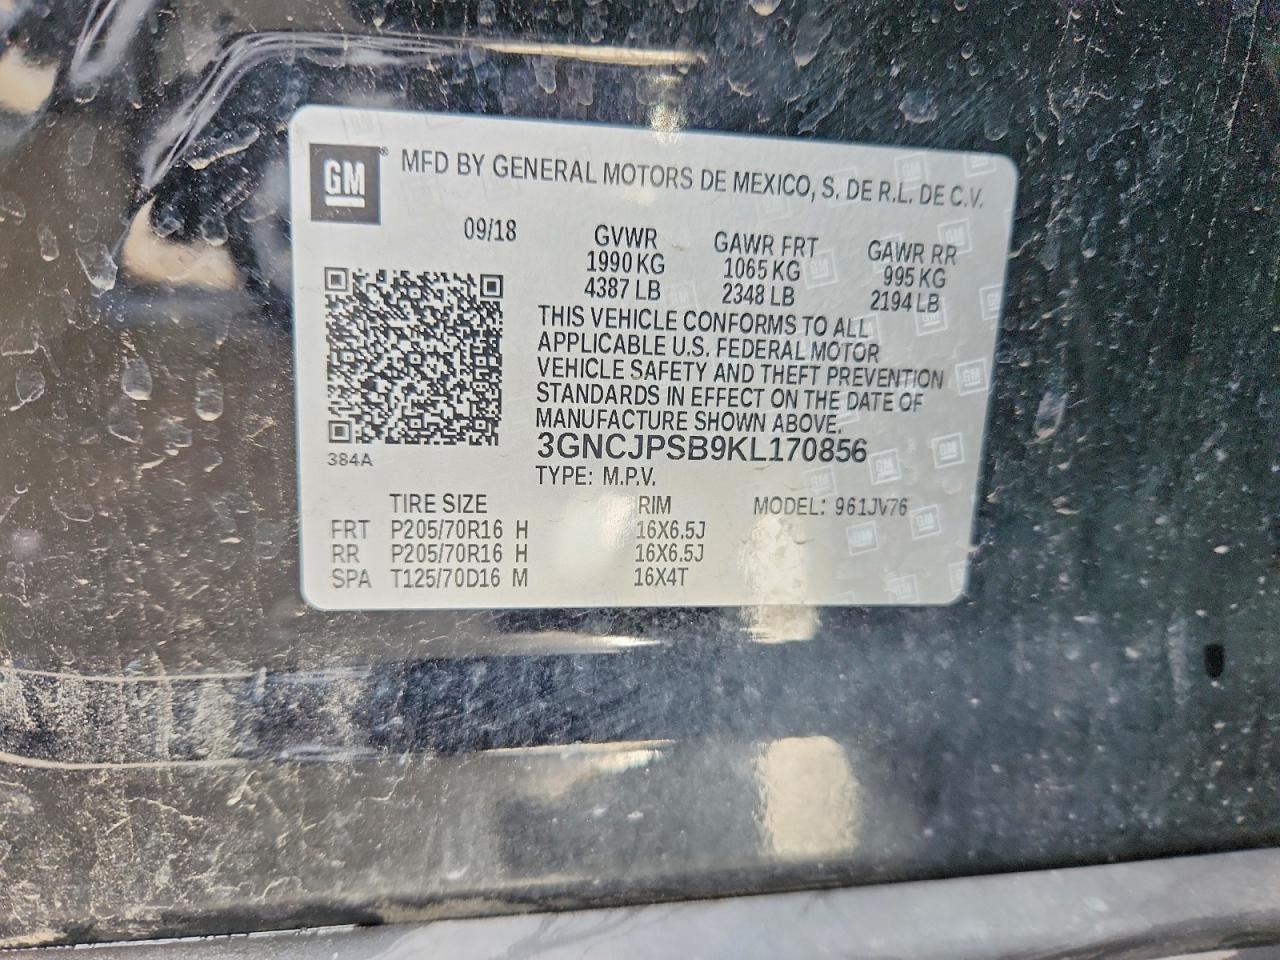 GM ® MFD BY GENERAL MOTORS DE MEXICO, S. DE R.L. DE C.V.
09/18 GVWR GAWR FRT GAWR RR
1990 KG 1065 KG 995 KG
4387 LB 2348 LB 2194 LB
THIS VEHICLE CONFORMS TO ALL
APPLICABLE U.S. FEDERAL MOTOR
VEHICLE SAFETY AND THEFT PREVENTION
STANDARDS IN EFFECT ON THE DATE OF
MANUFACTURE SHOWN ABOVE.
3GNCJPSB9KL170856
384A
TYPE: M.P.V.
TIRE SIZE RIM MODEL: 961JV76
FRT P205/70R16 H 16X6.5J
RR P205/70R16 H 16X6.5J
SPA T125/70D16 M 16X4T